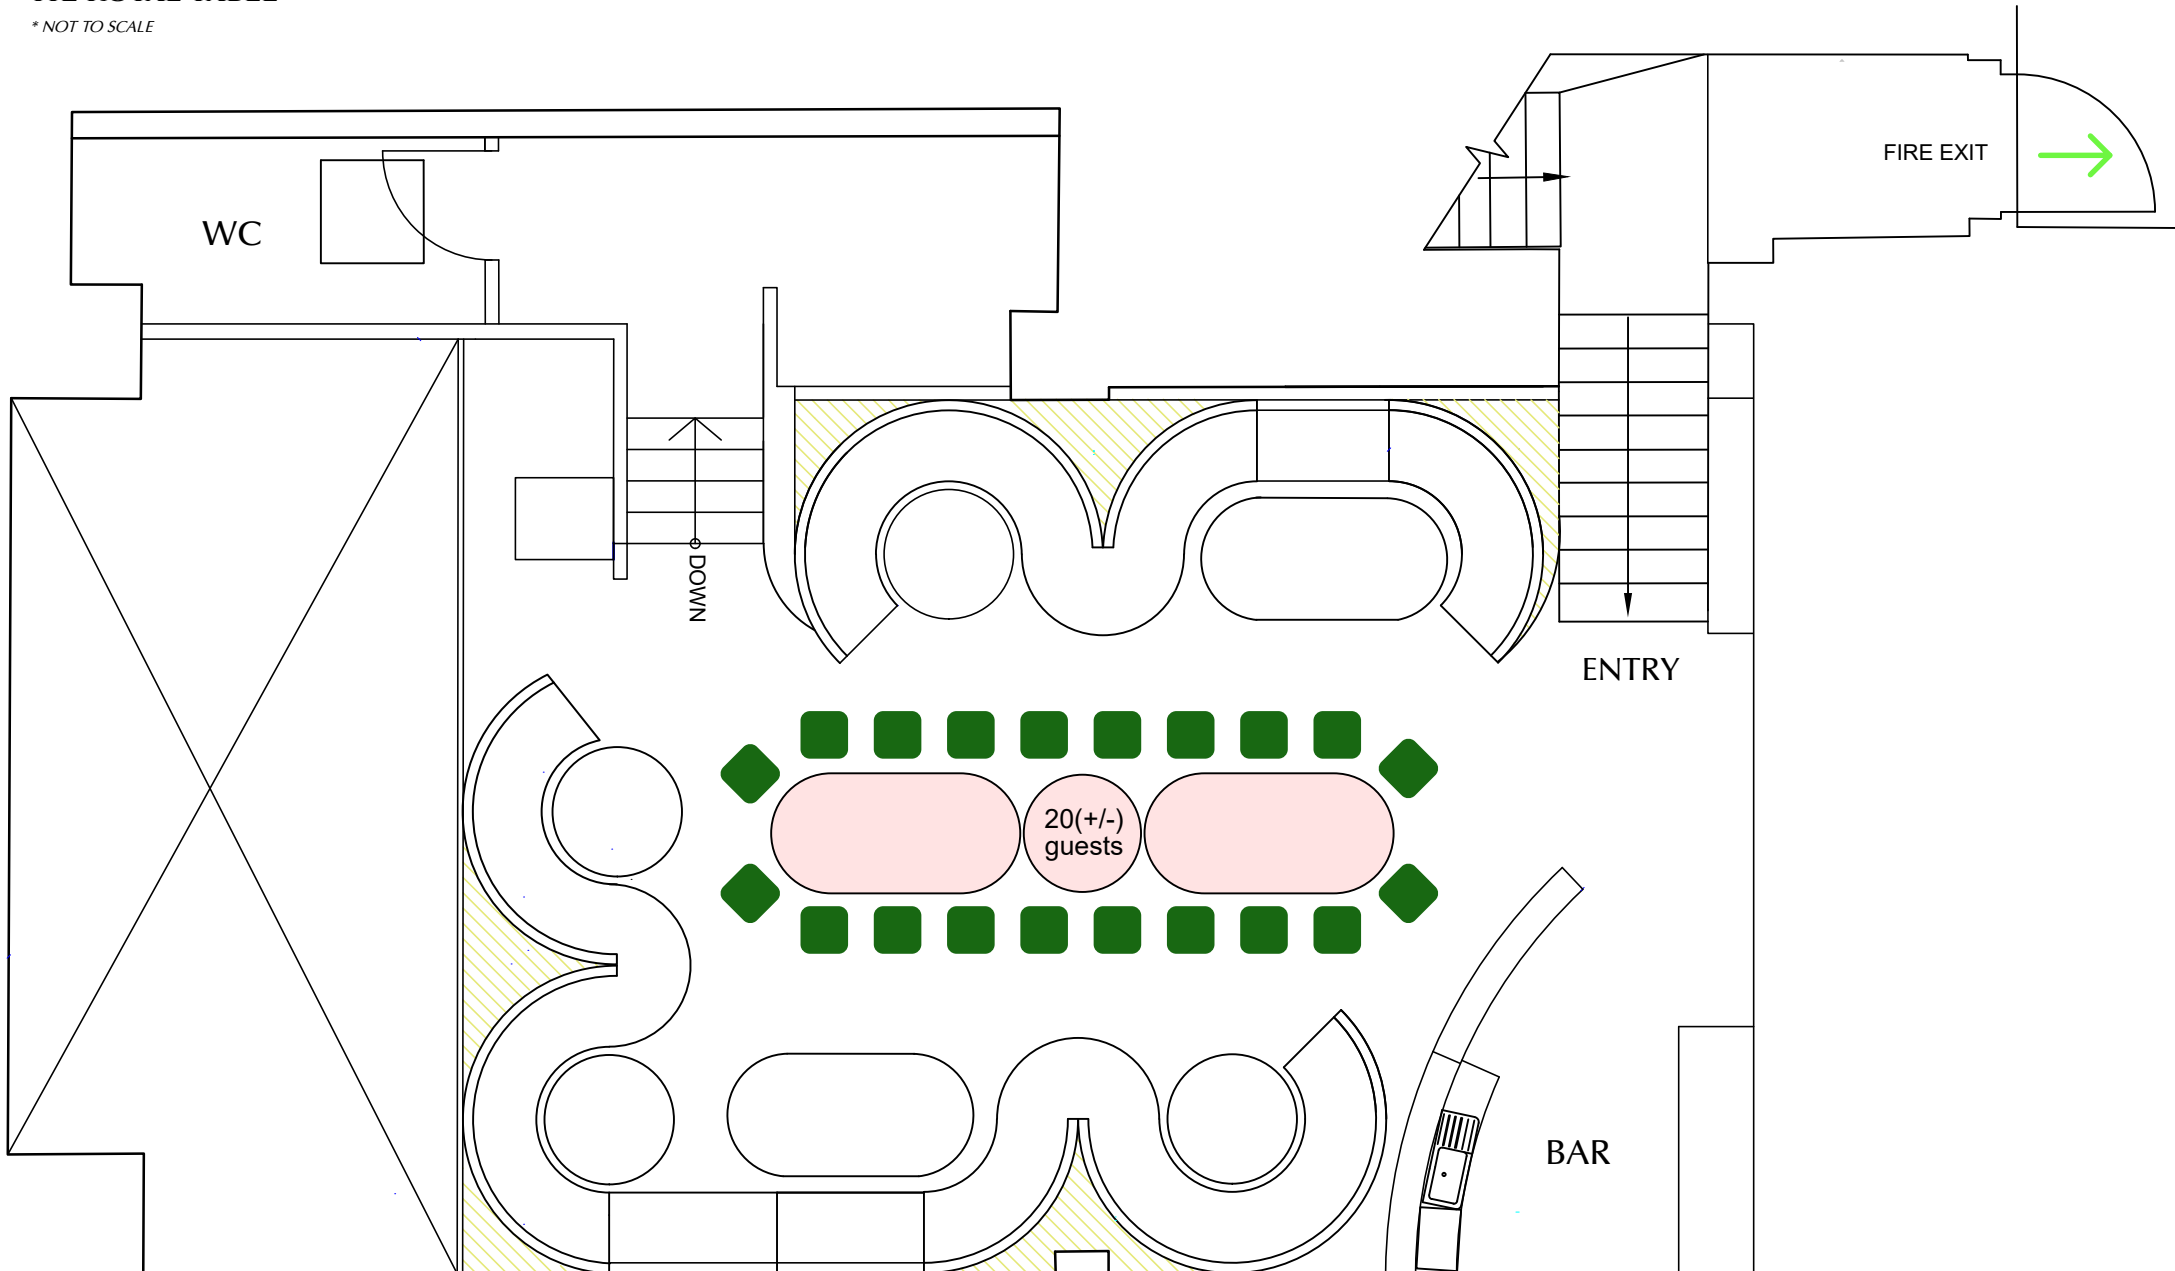 * NOT TO SCALE
FIRE EXIT
WC
DOWN
ENTRY
20(+/-)
guests
BAR